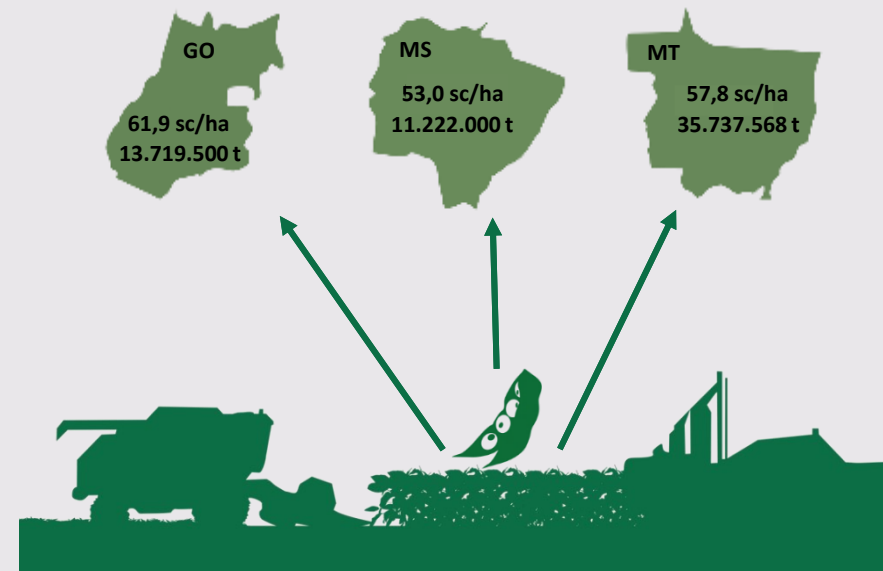 GO
61,9 sc/ha
13.719.500 t
MS
53,0 sc/ha
11.222.000 t
MT
57,8 sc/ha
35.737.568 t